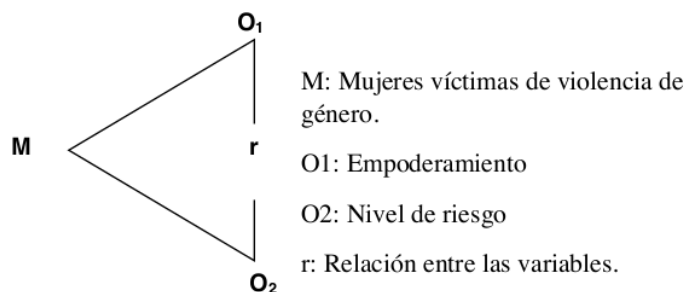 O₁
M: Mujeres víctimas de violencia de
género.
M
r
O1: Empoderamiento
O2: Nivel de riesgo
r: Relación entre las variables.
O₂